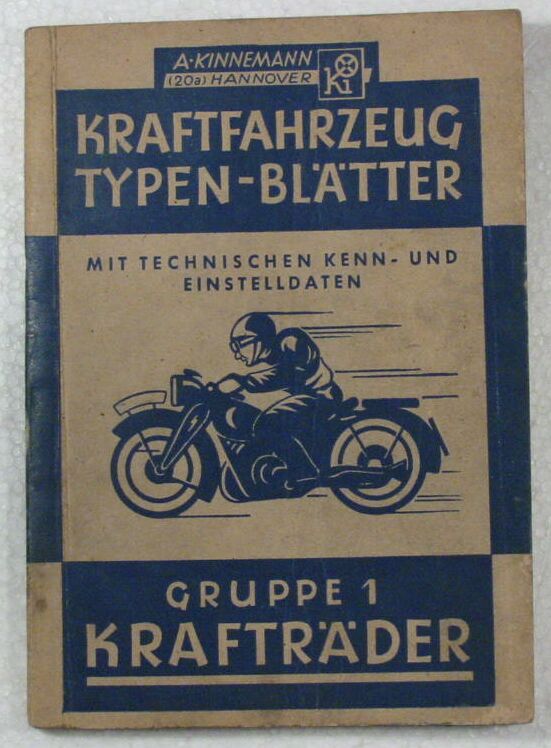 A·KINNEMANN
(20a) HANNOVER
Ki
KRAFTFAHRZEUG
TYPEN-BLÄTTER
MIT TECHNISCHEN KENN- UND
EINSTELLDATEN
GRUPPE 1
KRAFTRÄDER